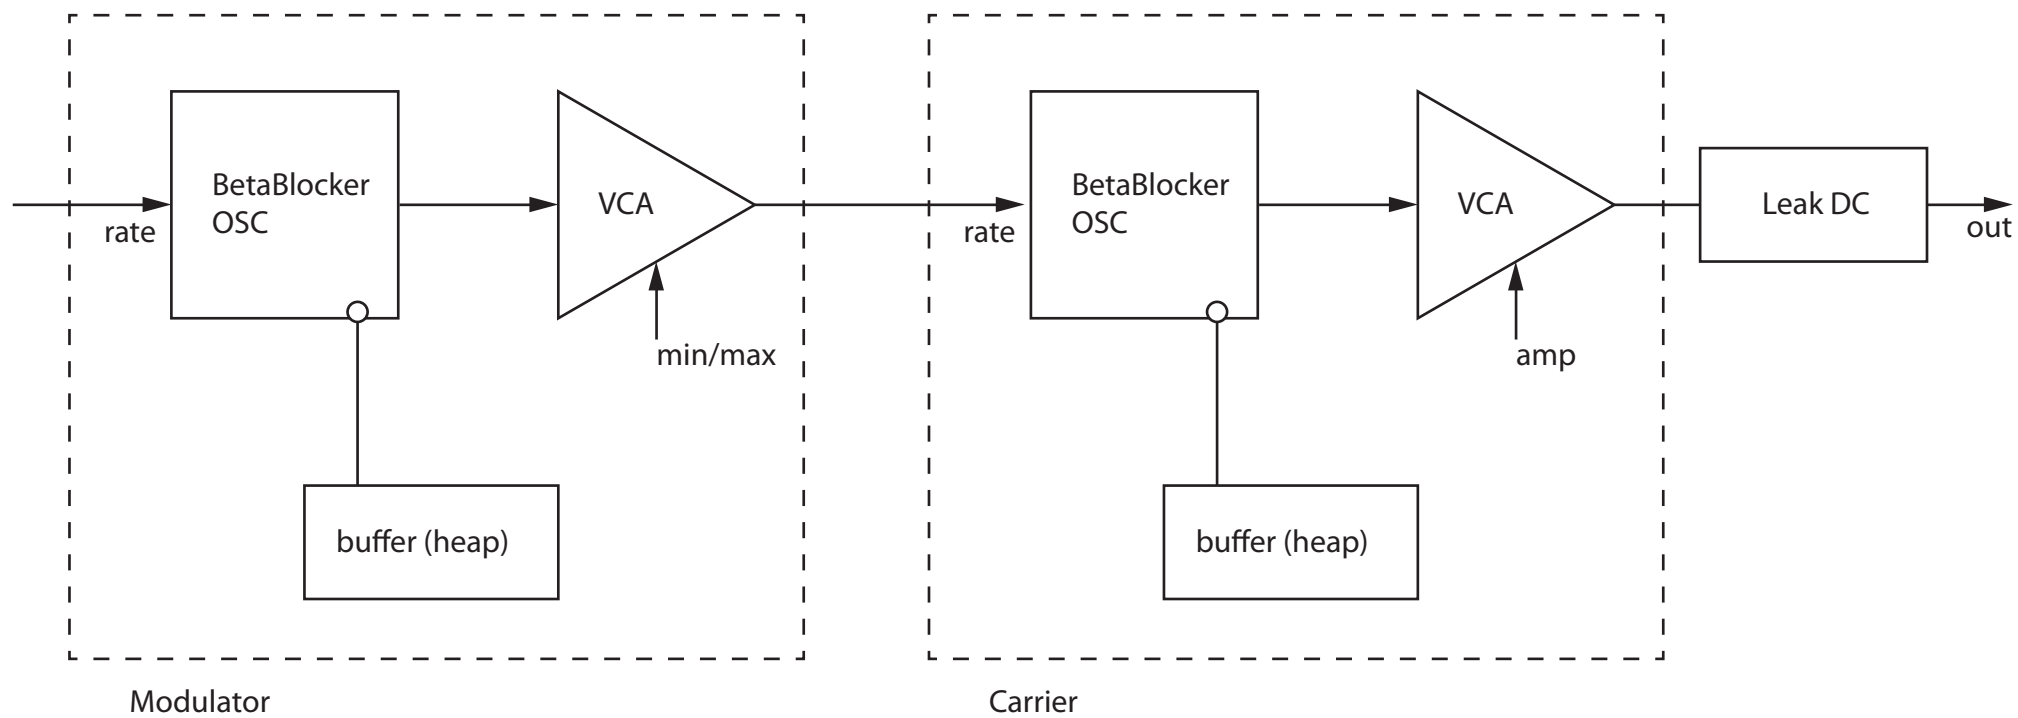 BetaBlocker
OSC
VCA
rate
min/max
buffer (heap)
Modulator
BetaBlocker
OSC
VCA
rate
amp
buffer (heap)
Carrier
Leak DC
out